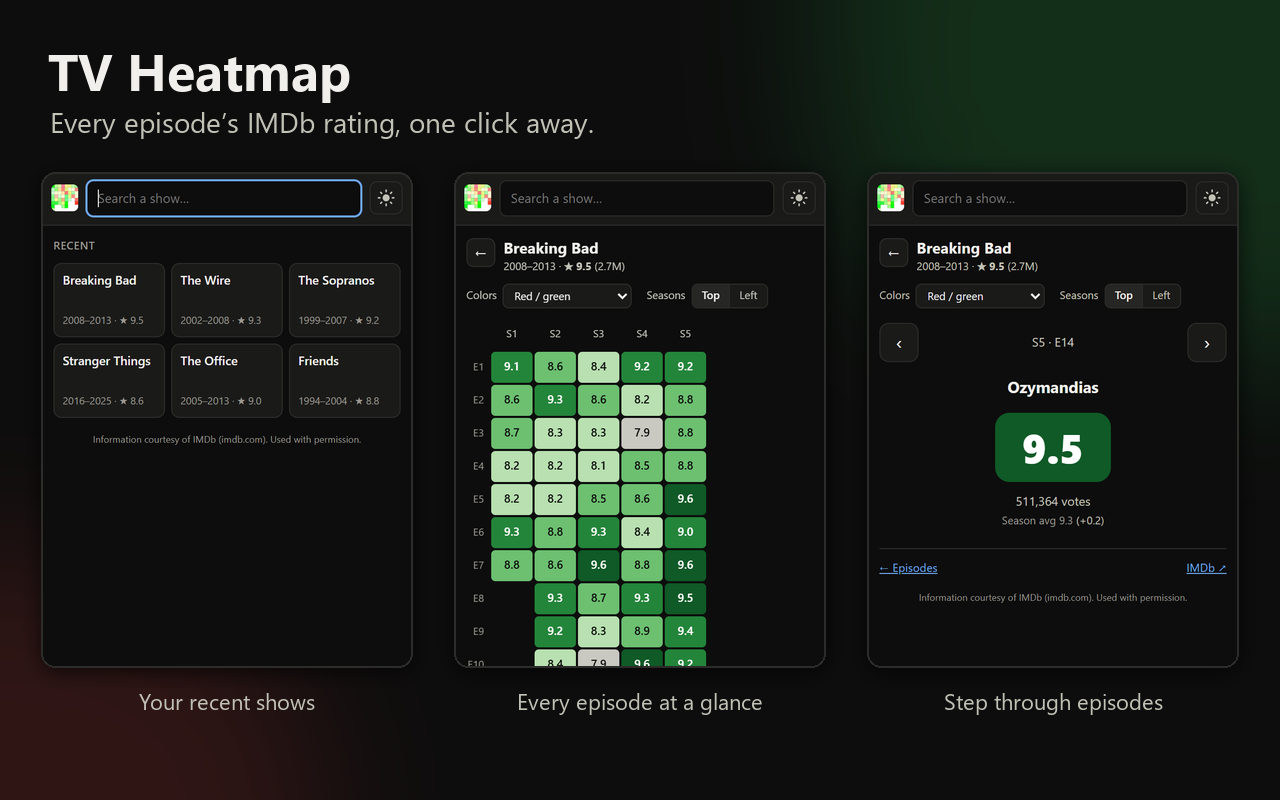 TV Heatmap
Every episode’s IMDb rating, one click away.
Search a show...
RECENT
Breaking Bad
2008–2013 · ★ 9.5
The Wire
2002–2008 · ★ 9.3
The Sopranos
1999–2007 · ★ 9.2
Stranger Things
2016–2025 · ★ 8.6
The Office
2005–2013 · ★ 9.0
Friends
1994–2004 · ★ 8.8
Information courtesy of IMDb (imdb.com). Used with permission.
Your recent shows
Search a show...
←
Breaking Bad
2008–2013 · ★ 9.5 (2.7M)
Colors Red / green Seasons Top Left
S1 S2 S3 S4 S5
E1 9.1 8.6 8.4 9.2 9.2
E2 8.6 9.3 8.6 8.2 8.8
E3 8.7 8.3 8.3 7.9 8.8
E4 8.2 8.2 8.1 8.5 8.8
E5 8.2 8.2 8.5 8.6 9.6
E6 9.3 8.8 9.3 8.4 9.0
E7 8.8 8.6 9.6 8.8 9.6
E8 9.3 8.7 9.3 9.5
E9 9.2 8.3 8.9 9.4
E10 8.4 7.9 9.6 9.2
Every episode at a glance
Search a show...
←
Breaking Bad
2008–2013 · ★ 9.5 (2.7M)
Colors Red / green Seasons Top Left
‹ S5 · E14 ›
Ozymandias
9.5
511,364 votes
Season avg 9.3 (+0.2)
← Episodes IMDb ↗
Information courtesy of IMDb (imdb.com). Used with permission.
Step through episodes